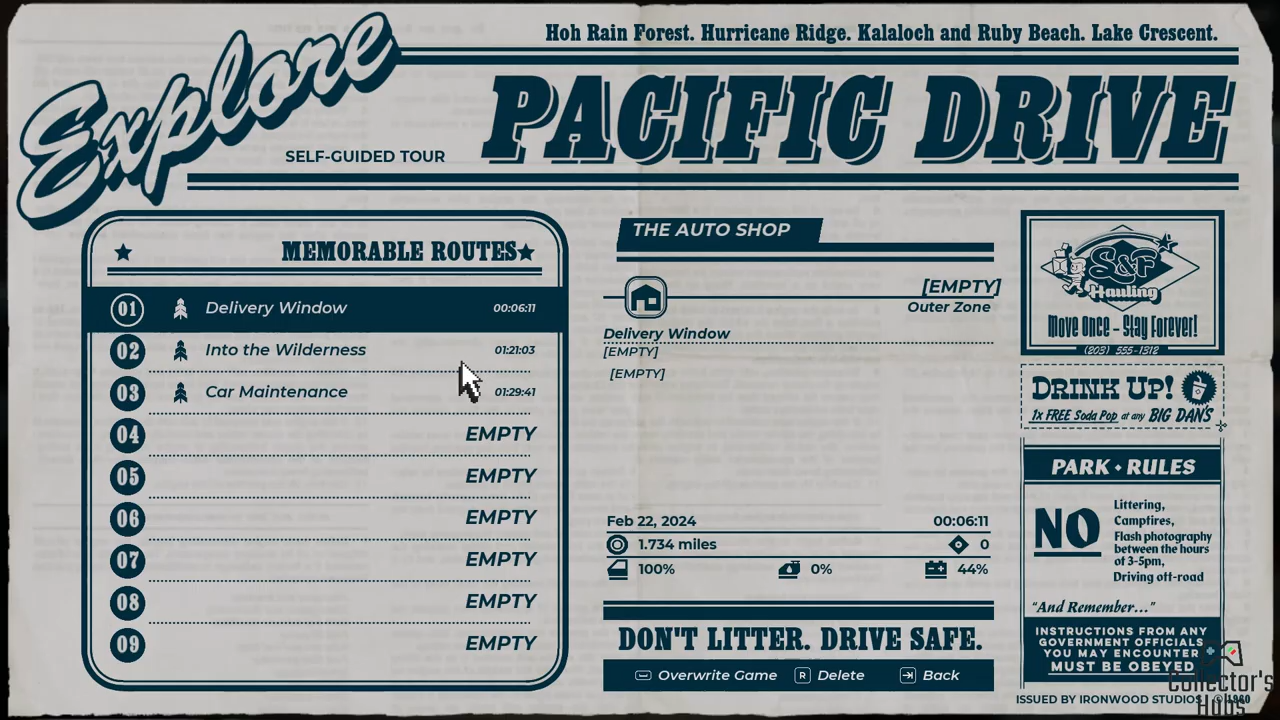 Hoh Rain Forest. Hurricane Ridge. Kalaloch and Ruby Beach. Lake Crescent.
Explore
PACIFIC DRIVE
SELF-GUIDED TOUR
MEMORABLE ROUTES
01 Delivery Window 00:06:11
02 Into the Wilderness 01:21:03
03 Car Maintenance 01:29:41
04 EMPTY
05 EMPTY
06 EMPTY
07 EMPTY
08 EMPTY
09 EMPTY
THE AUTO SHOP
[EMPTY]
Outer Zone
Delivery Window
[EMPTY]
[EMPTY]
Feb 22, 2024 00:06:11
1.734 miles 0
100% 0% 44%
DON'T LITTER. DRIVE SAFE.
Overwrite Game R Delete Back
S&F
Hauling
Move Once - Stay Forever!
(203) 555-1312
DRINK UP!
1x FREE Soda Pop at any BIG DAN'S
PARK • RULES
NO
Littering,
Campfires,
Flash photography
between the hours
of 3-5pm,
Driving off-road
"And Remember..."
INSTRUCTIONS FROM ANY
GOVERNMENT OFFICIALS
YOU MAY ENCOUNTER
MUST BE OBEYED
ISSUED BY IRONWOOD STUDIOS
Collector's
Hubs